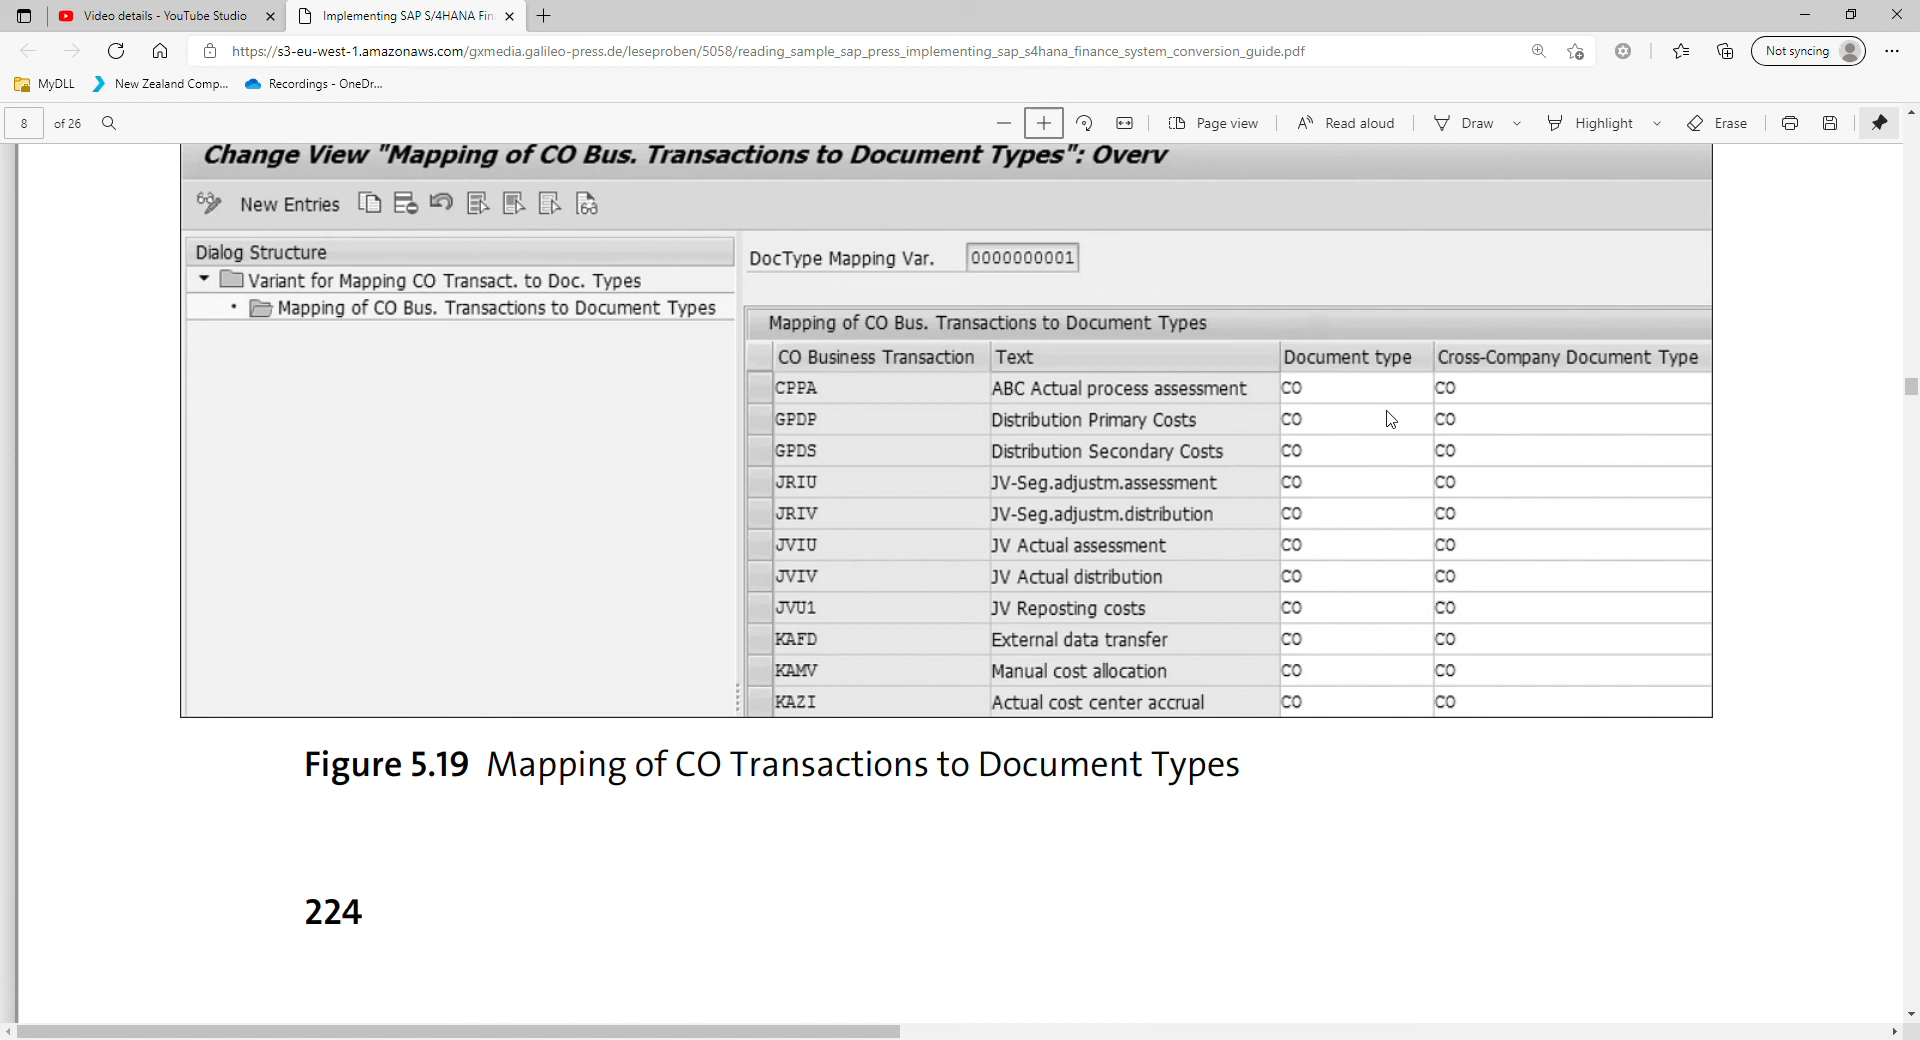 Video details - YouTube Studio
Implementing SAP S/4HANA Fin
https://s3-eu-west-1.amazonaws.com/gxmedia.galileo-press.de/leseproben/5058/reading_sample_sap_press_implementing_sap_s4hana_finance_system_conversion_guide.pdf
Not syncing
MyDLL
New Zealand Comp...
Recordings - OneDr...
8 of 26
Page view
Read aloud
Draw
Highlight
Erase
Change View "Mapping of CO Bus. Transactions to Document Types": Overv
New Entries
Dialog Structure
Variant for Mapping CO Transact. to Doc. Types
Mapping of CO Bus. Transactions to Document Types
DocType Mapping Var. 0000000001
Mapping of CO Bus. Transactions to Document Types
CO Business Transaction Text Document type Cross-Company Document Type
CPPA ABC Actual process assessment CO CO
GPDP Distribution Primary Costs CO CO
GPDS Distribution Secondary Costs CO CO
JRIU JV-Seg.adjustm.assessment CO CO
JRIV JV-Seg.adjustm.distribution CO CO
JVIU JV Actual assessment CO CO
JVIV JV Actual distribution CO CO
JVU1 JV Reposting costs CO CO
KAFD External data transfer CO CO
KAMV Manual cost allocation CO CO
KAZI Actual cost center accrual CO CO
Figure 5.19 Mapping of CO Transactions to Document Types
224